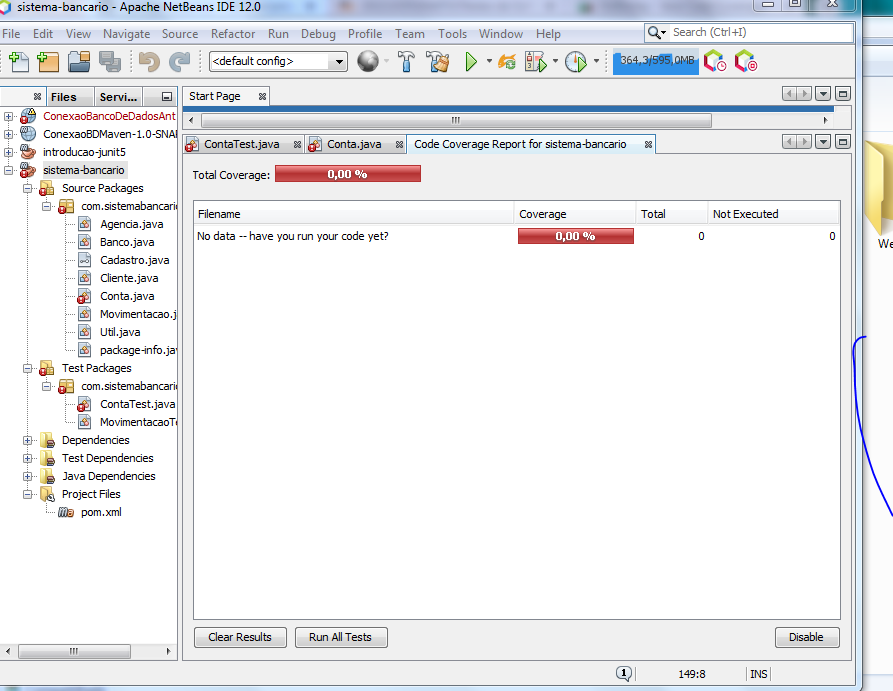 sistema-bancario - Apache NetBeans IDE 12.0
File Edit View Navigate Source Refactor Run Debug Profile Team Tools Window Help
Search (Ctrl+I)
<default config>
364,3/595,0MB
Files Servi...
Start Page
ConexaoBancoDeDadosAnt
ConexaoBDMaven-1.0-SNAP
introducao-junit5
sistema-bancario
Source Packages
com.sistemabancario
Agencia.java
Banco.java
Cadastro.java
Cliente.java
Conta.java
Movimentacao.j
Util.java
package-info.jav
Test Packages
com.sistemabancario
ContaTest.java
MovimentacaoTe
Dependencies
Test Dependencies
Java Dependencies
Project Files
pom.xml
ContaTest.java Conta.java Code Coverage Report for sistema-bancario
Total Coverage: 0,00 %
Filename Coverage Total Not Executed
No data -- have you run your code yet? 0,00 % 0 0
Clear Results Run All Tests Disable
1 149:8 INS
We